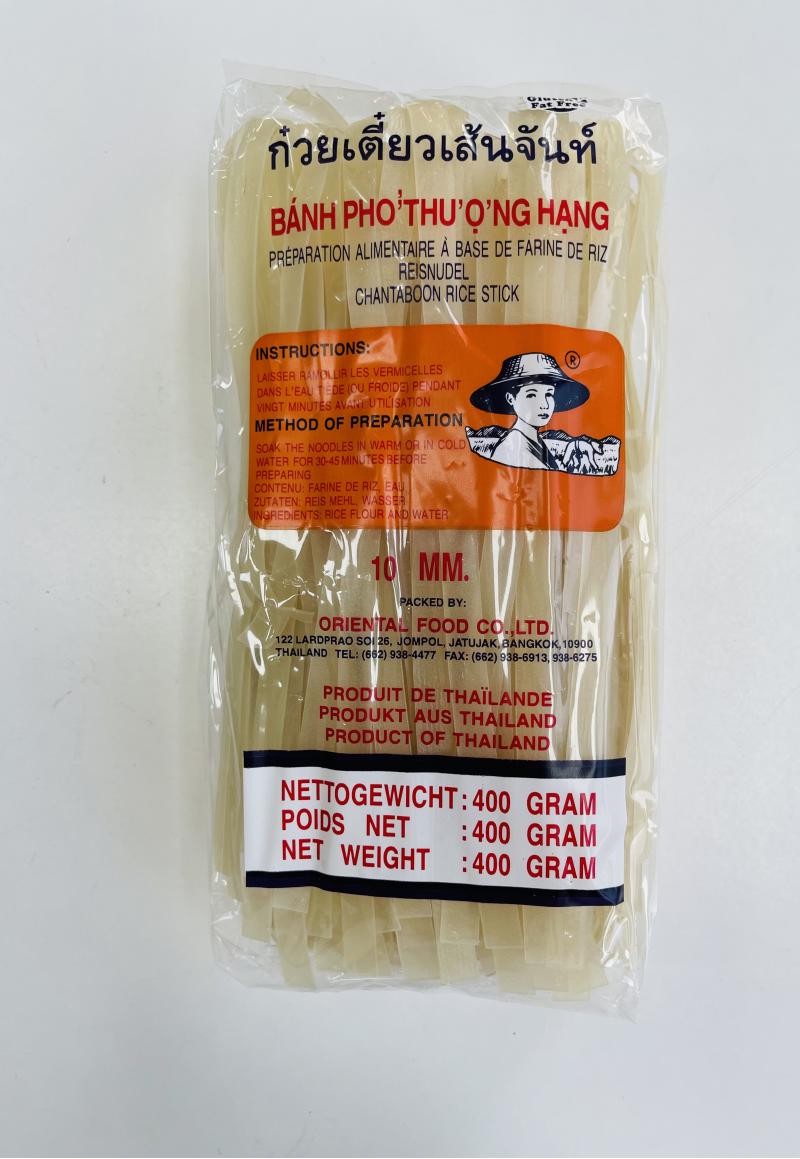 Fat Free
ก๋วยเตี๋ยวเส้นจันท์
BÁNH PHO'̉ THU'Ọ'NG HẠNG
PRÉPARATION ALIMENTAIRE À BASE DE FARINE DE RIZ
REISNUDEL
CHANTABOON RICE STICK
INSTRUCTIONS:
LAISSER RAMOLLIR LES VERMICELLES
DANS L'EAU TIÈDE (OU FROIDE) PENDANT
VINGT MINUTES AVANT UTILISATION
METHOD OF PREPARATION
SOAK THE NOODLES IN WARM OR IN COLD
WATER FOR 30-45 MINUTES BEFORE
PREPARING
CONTENU: FARINE DE RIZ, EAU
ZUTATEN: REIS MEHL, WASSER
INGREDIENTS: RICE FLOUR AND WATER
®
10 MM.
PACKED BY:
ORIENTAL FOOD CO.,LTD.
122 LARDPRAO SOI 26, JOMPOL, JATUJAK, BANGKOK, 10900
THAILAND TEL: (662) 938-4477 FAX: (662) 938-6913, 938-6275
PRODUIT DE THAÏLANDE
PRODUKT AUS THAILAND
PRODUCT OF THAILAND
NETTOGEWICHT : 400 GRAM
POIDS NET : 400 GRAM
NET WEIGHT : 400 GRAM